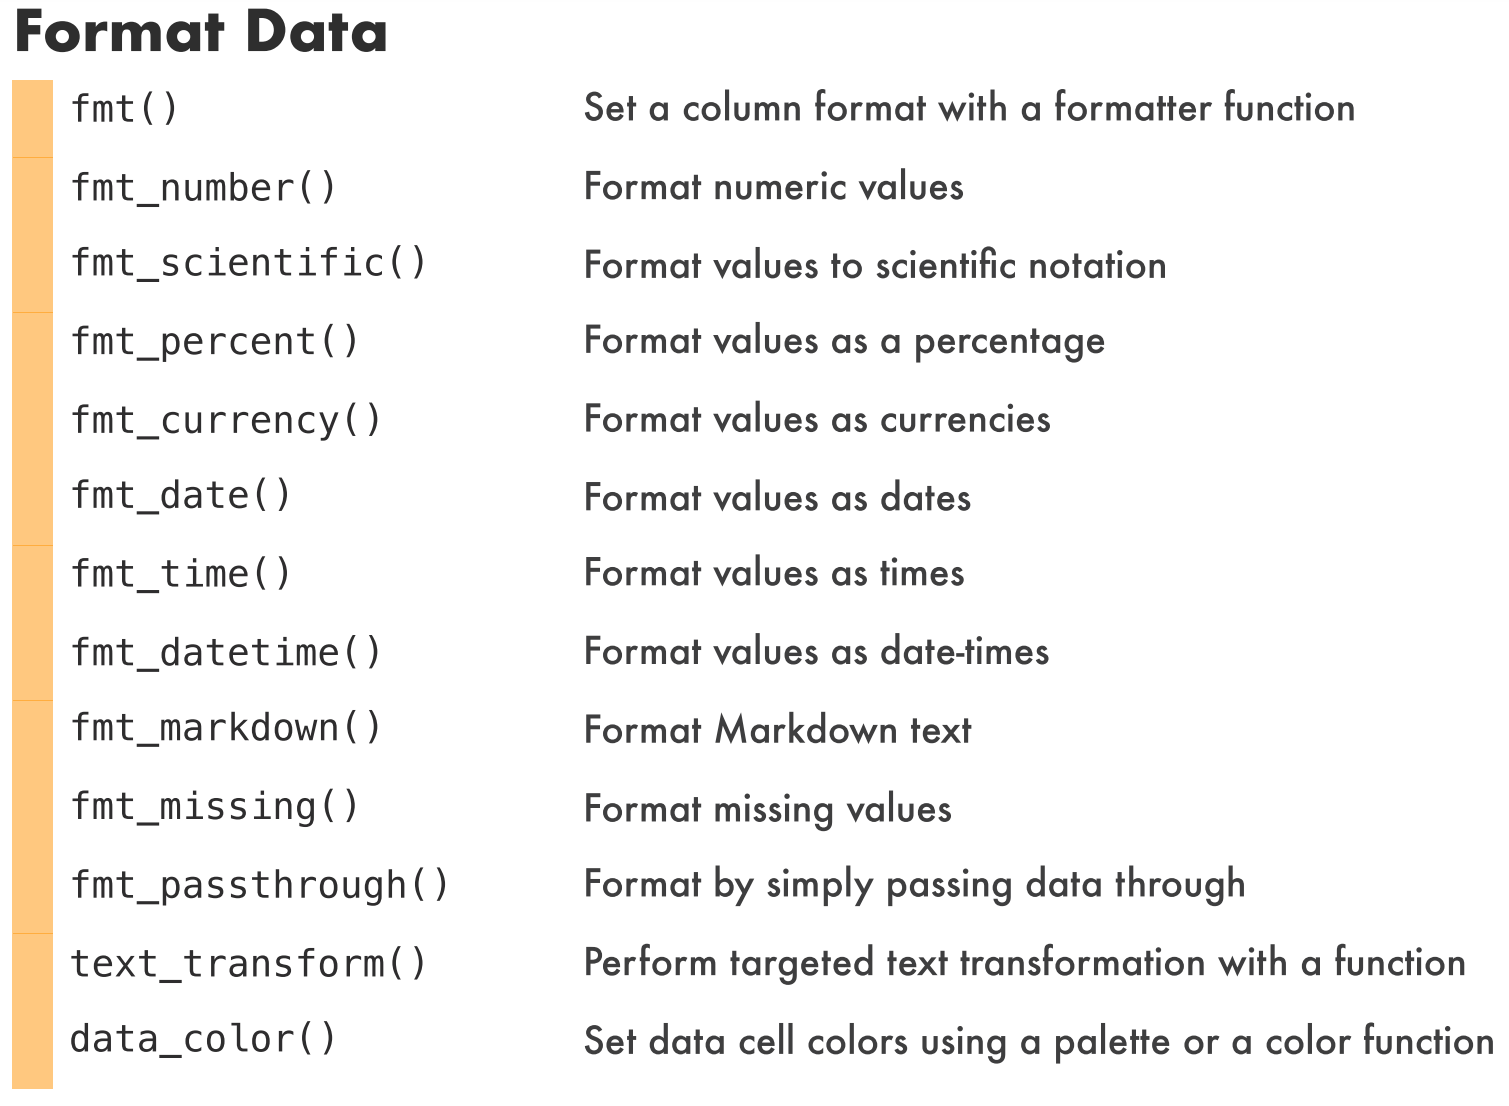 Format Data
fmt() Set a column format with a formatter function
fmt_number() Format numeric values
fmt_scientific() Format values to scientific notation
fmt_percent() Format values as a percentage
fmt_currency() Format values as currencies
fmt_date() Format values as dates
fmt_time() Format values as times
fmt_datetime() Format values as date-times
fmt_markdown() Format Markdown text
fmt_missing() Format missing values
fmt_passthrough() Format by simply passing data through
text_transform() Perform targeted text transformation with a function
data_color() Set data cell colors using a palette or a color function